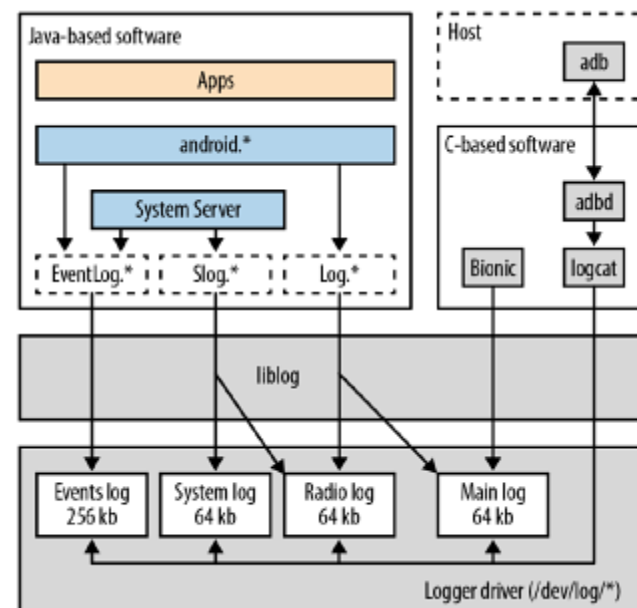 Java-based software
Apps
android.*
System Server
EventLog.*
Slog.*
Log.*
Host
adb
C-based software
adbd
Bionic
logcat
liblog
Events log
256 kb
System log
64 kb
Radio log
64 kb
Main log
64 kb
Logger driver (/dev/log/*)